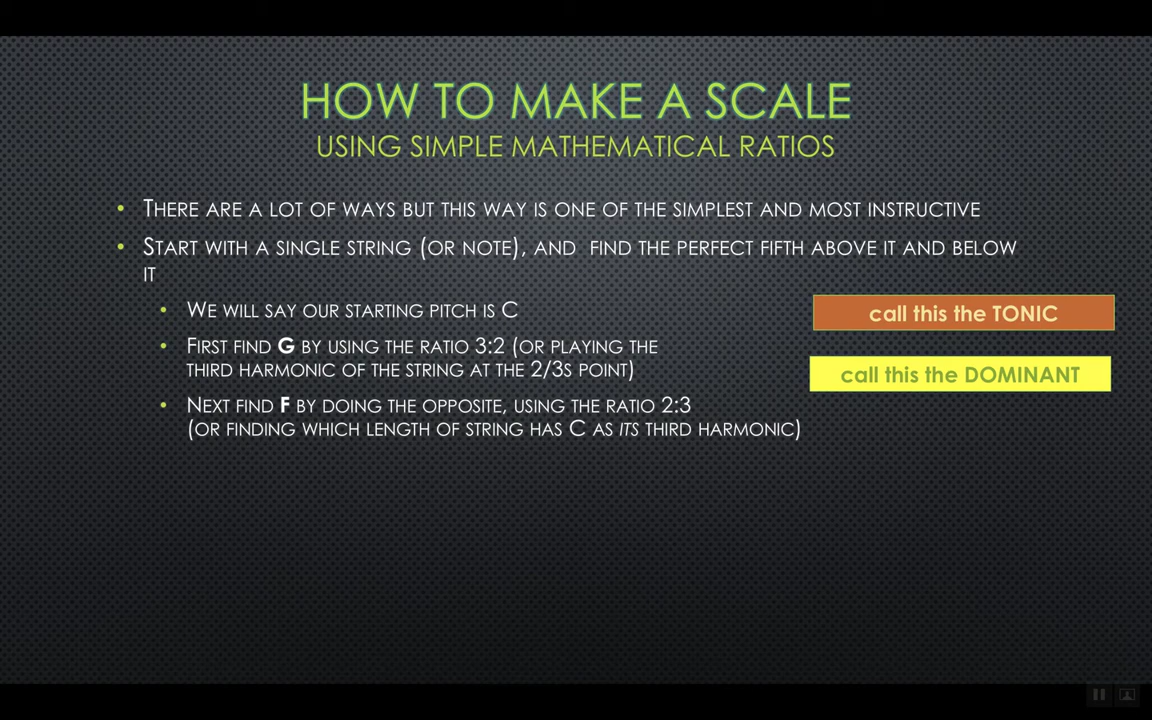 HOW TO MAKE A SCALE
USING SIMPLE MATHEMATICAL RATIOS
• THERE ARE A LOT OF WAYS BUT THIS WAY IS ONE OF THE SIMPLEST AND MOST INSTRUCTIVE
• START WITH A SINGLE STRING (OR NOTE), AND FIND THE PERFECT FIFTH ABOVE IT AND BELOW
IT
• WE WILL SAY OUR STARTING PITCH IS C
call this the TONIC
• FIRST FIND G BY USING THE RATIO 3:2 (OR PLAYING THE
THIRD HARMONIC OF THE STRING AT THE 2/3S POINT)
call this the DOMINANT
• NEXT FIND F BY DOING THE OPPOSITE, USING THE RATIO 2:3
(OR FINDING WHICH LENGTH OF STRING HAS C AS ITS THIRD HARMONIC)